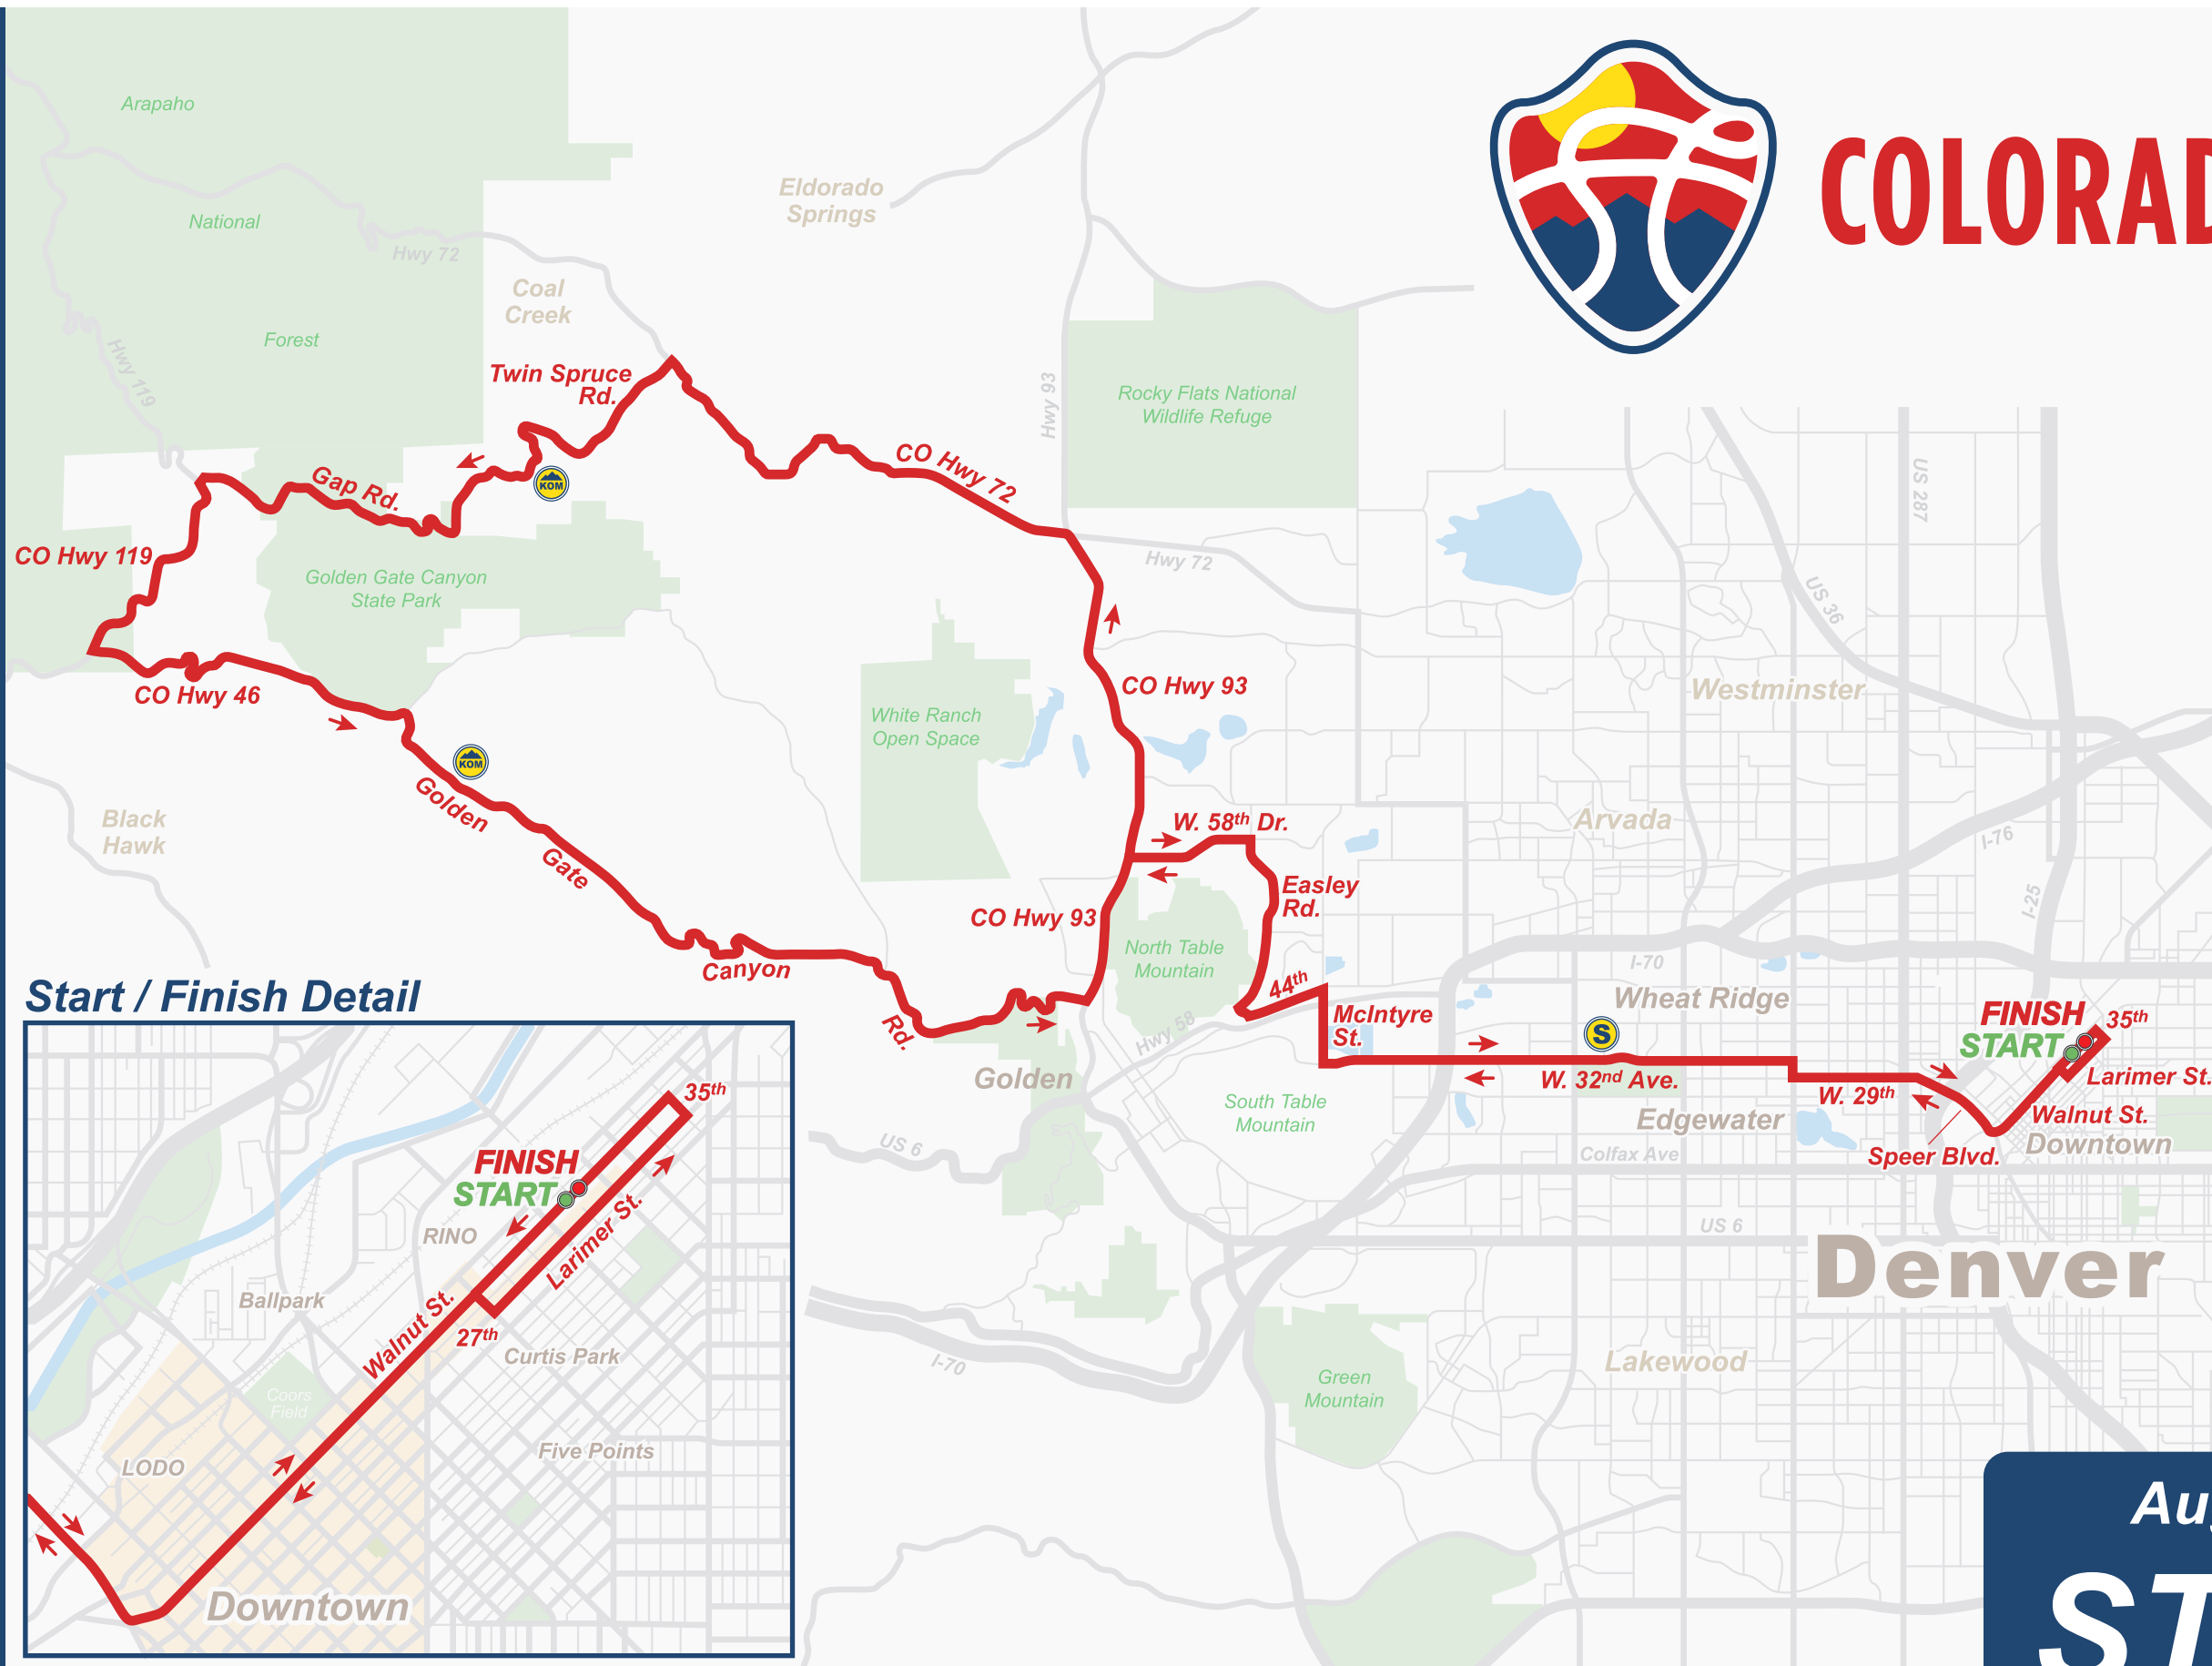 COLORAD
Arapaho
National
Forest
Hwy 72
Hwy 119
Eldorado
Springs
Coal
Creek
Twin Spruce
Rd.
KOM
Gap Rd.
CO Hwy 72
Hwy 93
Rocky Flats National
Wildlife Refuge
Hwy 72
US 287
US 36
CO Hwy 119
Golden Gate Canyon
State Park
CO Hwy 46
CO Hwy 93
Westminster
White Ranch
Open Space
KOM
Golden
Gate
Canyon
Rd.
Black
Hawk
W. 58th Dr.
Arvada
I-76
I-25
Easley
Rd.
CO Hwy 93
North Table
Mountain
44th
I-70
Wheat Ridge
McIntyre
St.
Hwy 58
S
W. 32nd Ave.
FINISH
START
35th
Larimer St.
W. 29th
Walnut St.
Downtown
Speer Blvd.
Golden
South Table
Mountain
Edgewater
Colfax Ave
US 6
US 6
Denver
I-70
Green
Mountain
Lakewood
Start / Finish Detail
35th
FINISH
START
Larimer St.
RINO
Ballpark
Walnut St.
27th
Curtis Park
Coors
Field
Five Points
LODO
Downtown
Au
ST